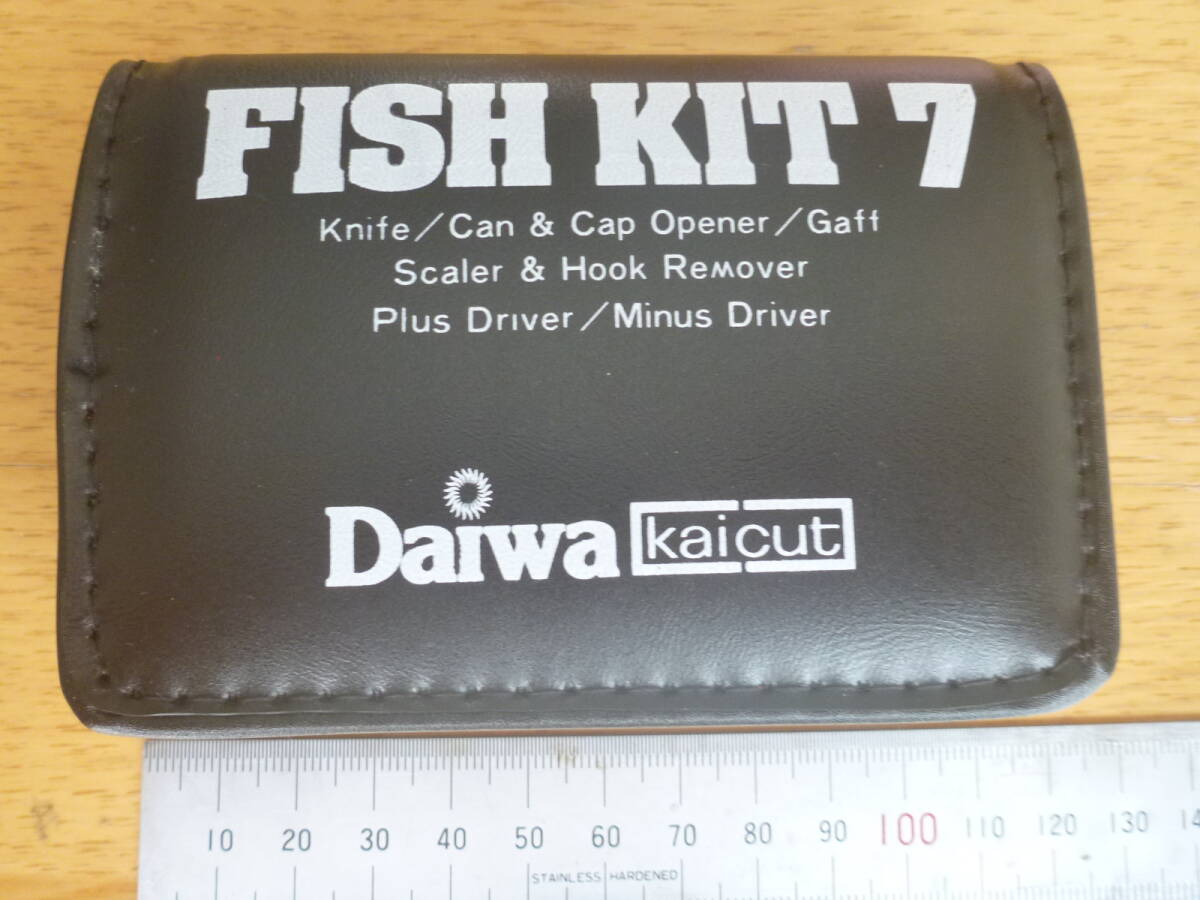 FISH KIT 7
Knife/Can & Cap Opener/Gaff
Scaler & Hook Remover
Plus Driver/Minus Driver
Daiwa kaicut
10 20 30 40 50 60 70 80 90 100 110 120 130 14
STAINLESS HARDENED